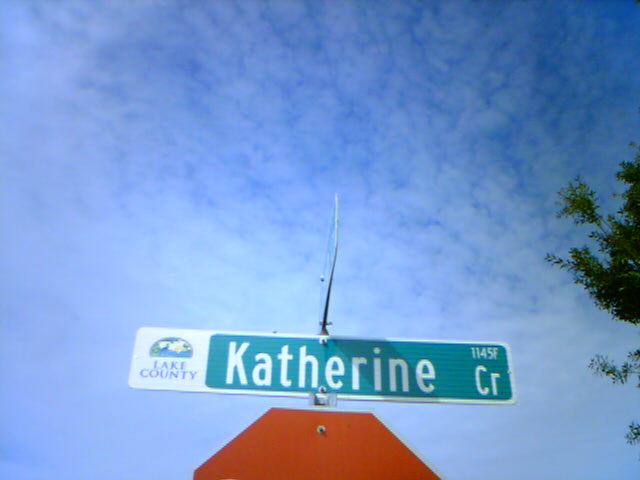 LAKE
COUNTY
Katherine Cr
1145F